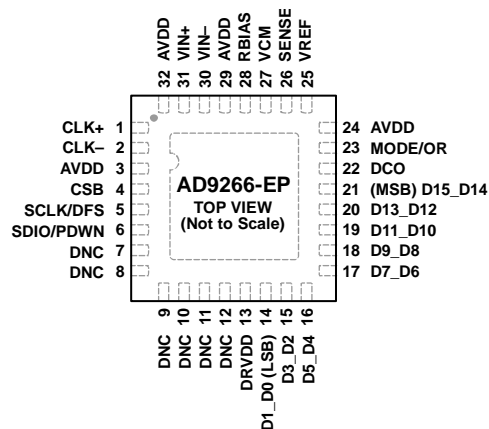 32 AVDD
31 VIN+
30 VIN–
29 AVDD
28 RBIAS
27 VCM
26 SENSE
25 VREF
CLK+ 1
CLK– 2
AVDD 3
CSB 4
SCLK/DFS 5
SDIO/PDWN 6
DNC 7
DNC 8
AD9266-EP
TOP VIEW
(Not to Scale)
24 AVDD
23 MODE/OR
22 DCO
21 (MSB) D15_D14
20 D13_D12
19 D11_D10
18 D9_D8
17 D7_D6
DNC 9
DNC 10
DNC 11
DNC 12
DRVDD 13
D1_D0 (LSB) 14
D3_D2 15
D5_D4 16